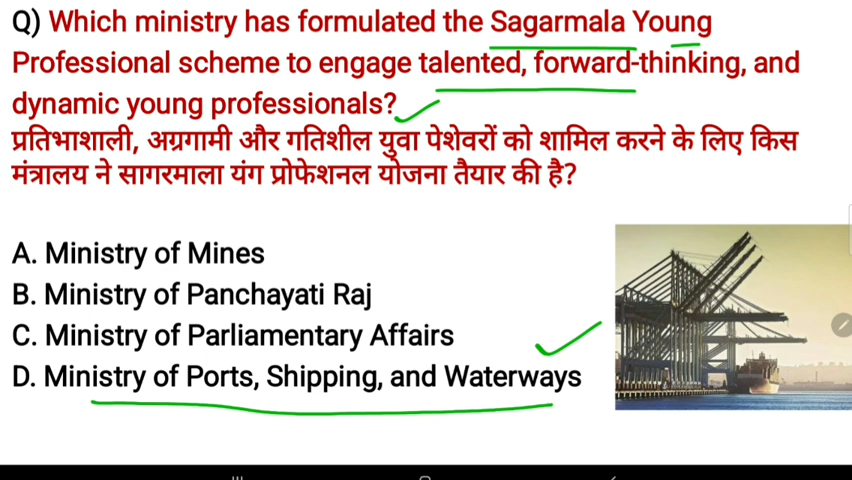 Q) Which ministry has formulated the Sagarmala Young
Professional scheme to engage talented, forward-thinking, and
dynamic young professionals?
प्रतिभाशाली, अग्रगामी और गतिशील युवा पेशेवरों को शामिल करने के लिए किस
मंत्रालय ने सागरमाला यंग प्रोफेशनल योजना तैयार की है?
A. Ministry of Mines
B. Ministry of Panchayati Raj
C. Ministry of Parliamentary Affairs
D. Ministry of Ports, Shipping, and Waterways